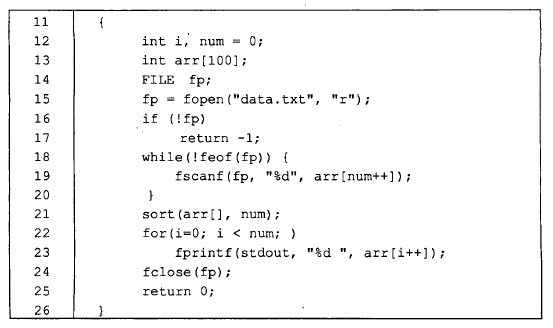 11 {
12 int i, num = 0;
13 int arr[100];
14 FILE fp;
15 fp = fopen("data.txt", "r");
16 if (!fp)
17 return -1;
18 while(!feof(fp)) {
19 fscanf(fp, "%d", arr[num++]);
20 }
21 sort(arr[], num);
22 for(i=0; i < num; )
23 fprintf(stdout, "%d ", arr[i++]);
24 fclose(fp);
25 return 0;
26 }